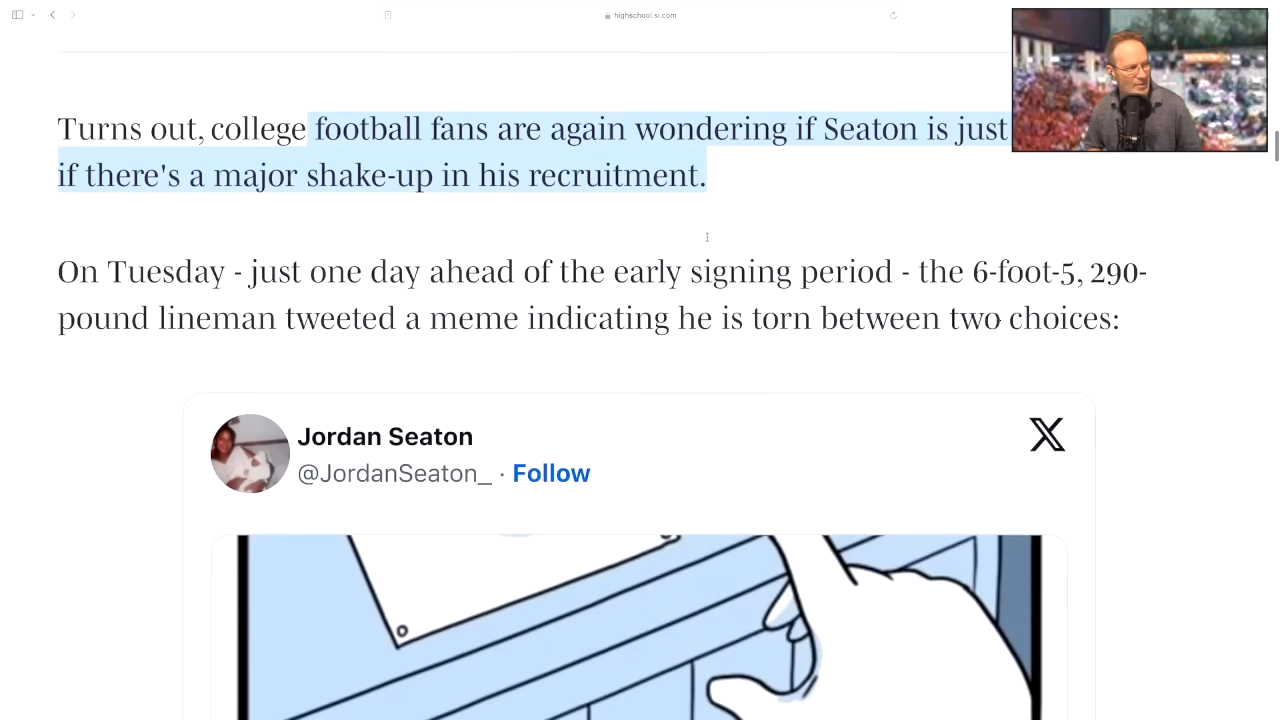 highschool.si.com
Turns out, college football fans are again wondering if Seaton is just
if there's a major shake-up in his recruitment.
On Tuesday - just one day ahead of the early signing period - the 6-foot-5, 290-
pound lineman tweeted a meme indicating he is torn between two choices:
Jordan Seaton
@JordanSeaton_ · Follow